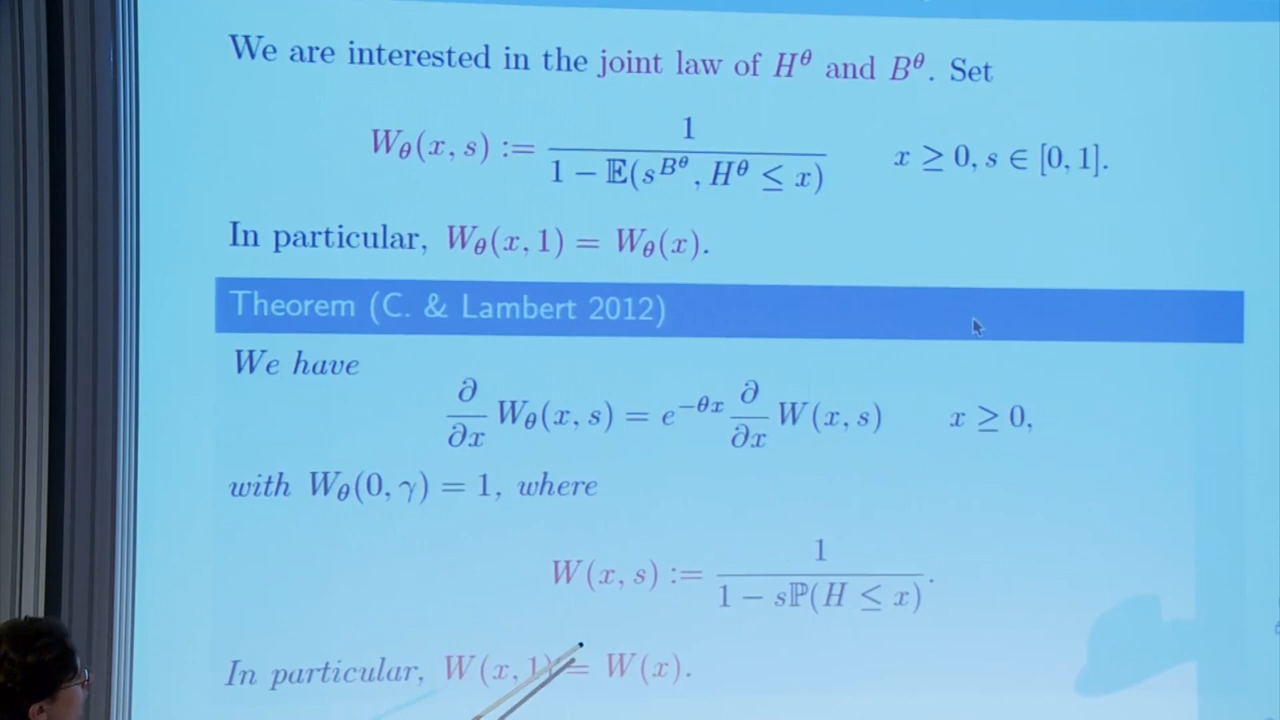 We are interested in the joint law of H^θ and B^θ. Set
W_θ(x, s) := 1 / (1 − 𝔼(s^{B^θ}, H^θ ≤ x))    x ≥ 0, s ∈ [0, 1].
In particular, W_θ(x, 1) = W_θ(x).
Theorem (C. & Lambert 2012)
We have
∂/∂x W_θ(x, s) = e^{−θx} ∂/∂x W(x, s)    x ≥ 0,
with W_θ(0, γ) = 1, where
W(x, s) := 1 / (1 − sℙ(H ≤ x)).
In particular, W(x, 1) = W(x).